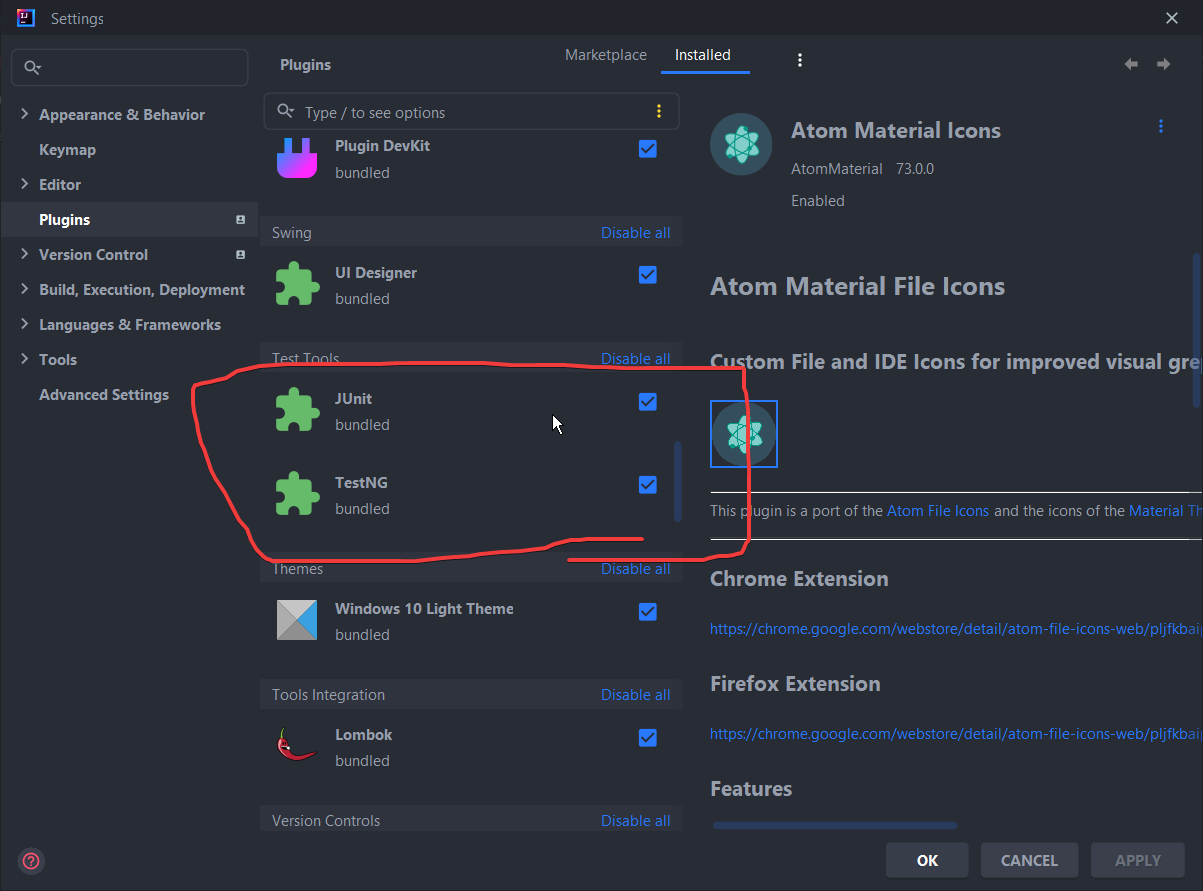 Settings
Plugins
Marketplace
Installed
Type / to see options
Appearance & Behavior
Keymap
Editor
Plugins
Version Control
Build, Execution, Deployment
Languages & Frameworks
Tools
Advanced Settings
Plugin DevKit
bundled
Swing
Disable all
UI Designer
bundled
Test Tools
Disable all
JUnit
bundled
TestNG
bundled
Themes
Disable all
Windows 10 Light Theme
bundled
Tools Integration
Disable all
Lombok
bundled
Version Controls
Disable all
Atom Material Icons
AtomMaterial 73.0.0
Enabled
Atom Material File Icons
Custom File and IDE Icons for improved visual gre
This plugin is a part of the Atom File Icons and the icons of the Material Th
Chrome Extension
https://chrome.google.com/webstore/detail/atom-file-icons-web/pljfkbaip
Firefox Extension
https://chrome.google.com/webstore/detail/atom-file-icons-web/pljfkbaip
Features
OK
CANCEL
APPLY